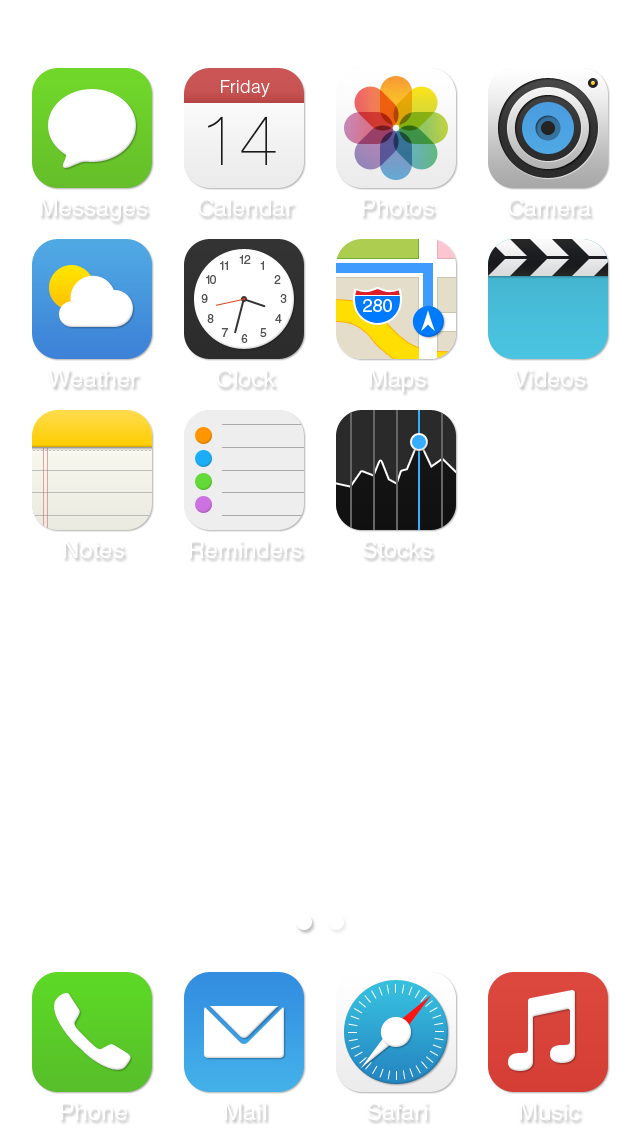 Friday
14
Messages
Calendar
Photos
Camera
12
11
1
10
2
9
3
8
4
7
5
6
280
Weather
Clock
Maps
Videos
Notes
Reminders
Stocks
Phone
Mail
Safari
Music